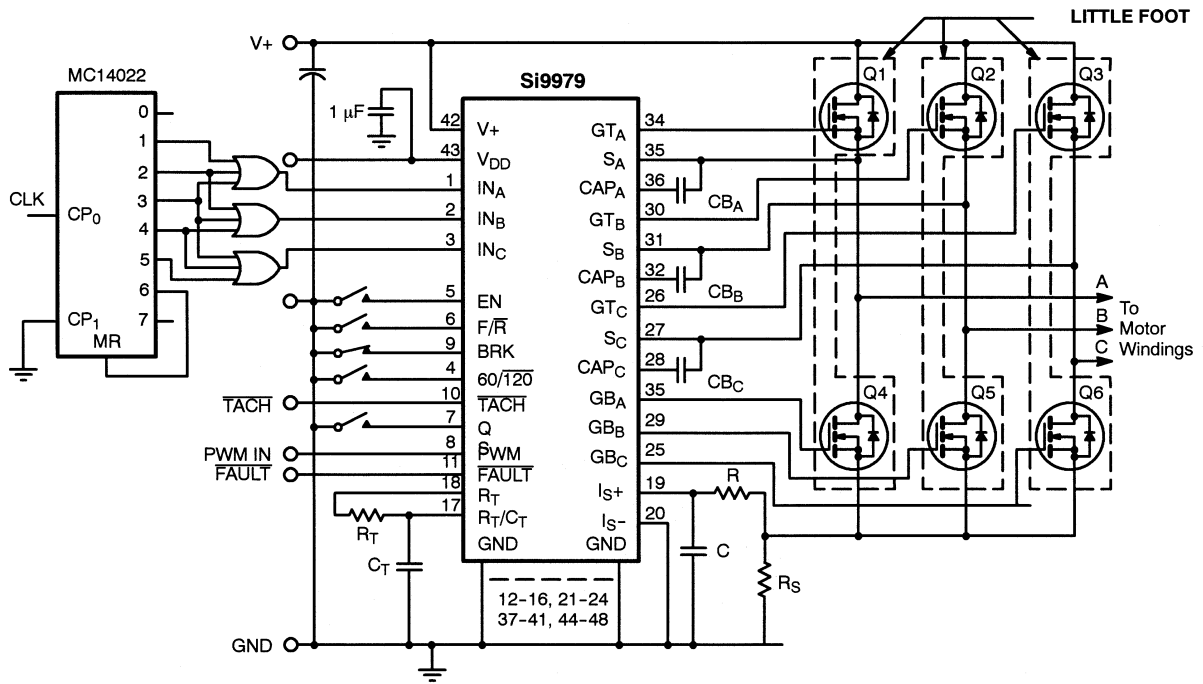 LITTLE FOOT
V+
MC14022
Si9979
Q1 Q2 Q3
0
1
2
3
4
5
6
7
CLK
CP0
CP1
MR
1 µF
42 V+
43 VDD
1 INA
2 INB
3 INC
5 EN
6 F/R̅
9 BRK
4 60/1̅2̅0̅
T̅A̅C̅H̅ 10 T̅A̅C̅H̅
7 Q
S
PWM IN 8 PWM
F̅A̅U̅L̅T̅ 11 F̅A̅U̅L̅T̅
18 RT
17 RT/CT
GND
RT
CT
GTA 34
SA 35
CAPA 36
CBA
GTB 30
SB 31
CAPB 32
CBB
GTC 26
SC 27
CAPC 28
CBC
GBA 35
GBB 29
GBC 25
IS+ 19
IS− 20
GND
R
C
RS
A
B
C
To
Motor
Windings
Q4 Q5 Q6
12–16, 21–24
37–41, 44–48
GND